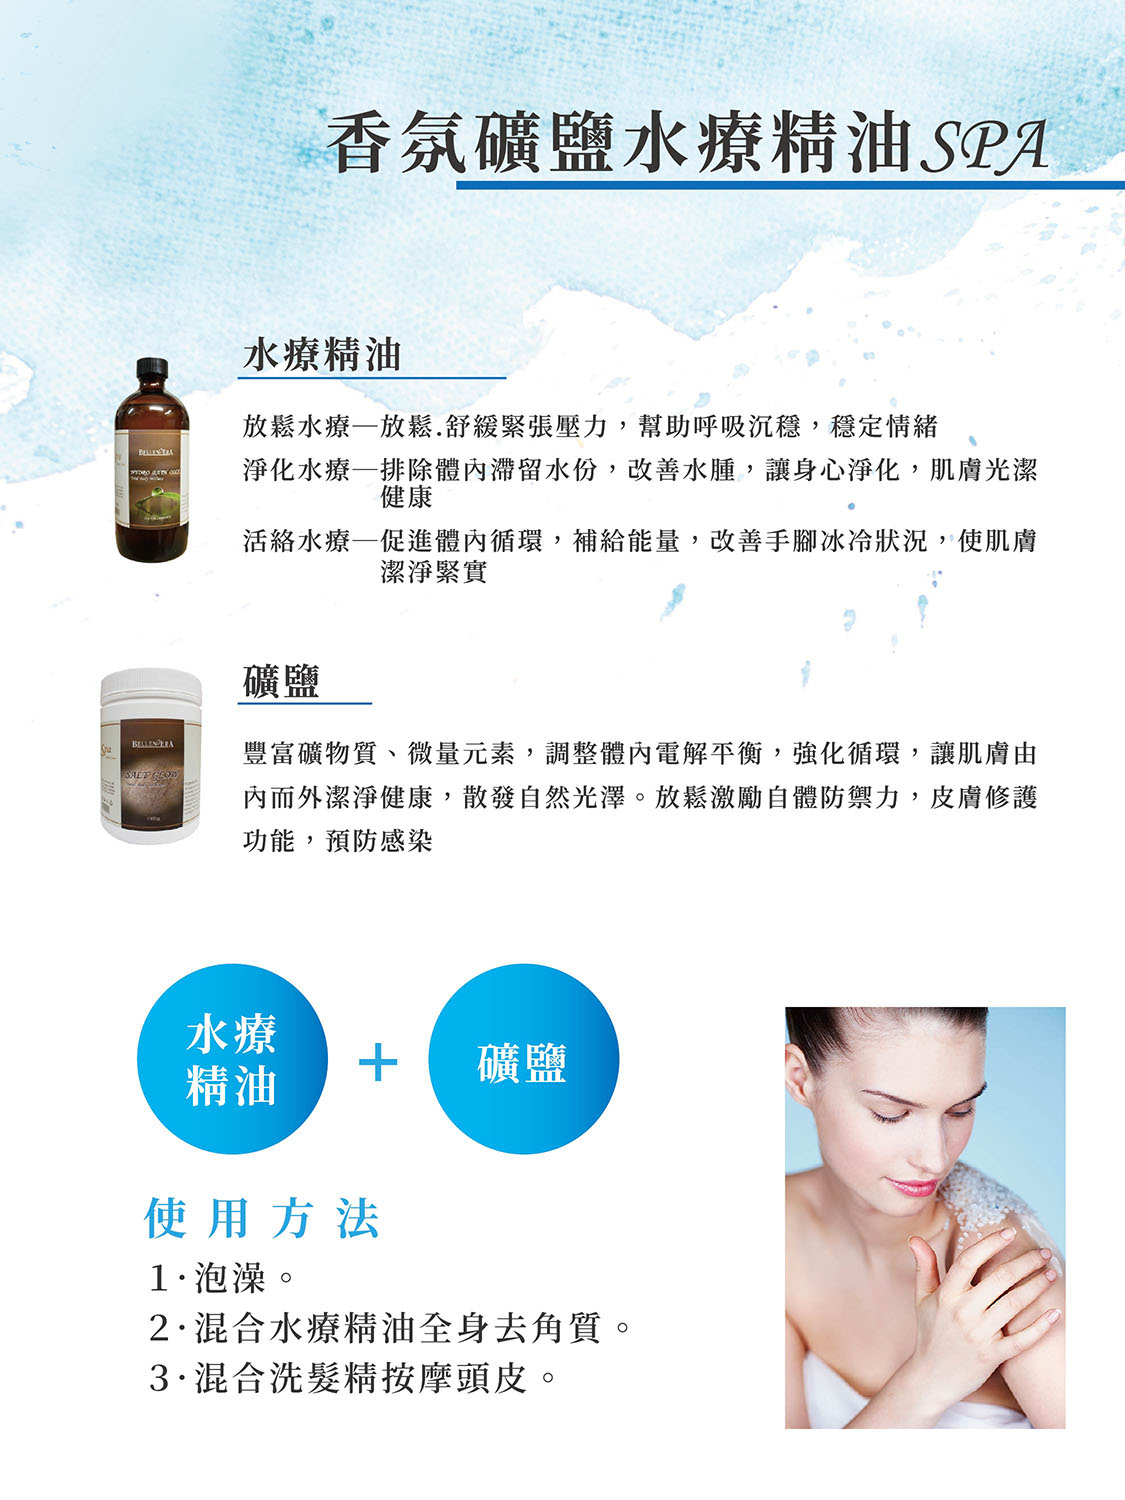 香氛礦鹽水療精油SPA
水療精油
放鬆水療—放鬆.舒緩緊張壓力，幫助呼吸沉穩，穩定情緒
淨化水療—排除體內滯留水份，改善水腫，讓身心淨化，肌膚光潔
健康
活絡水療—促進體內循環，補給能量，改善手腳冰冷狀況，使肌膚
潔淨緊實
BELLENSERA
HYDRO BATH OILS
礦鹽
豐富礦物質、微量元素，調整體內電解平衡，強化循環，讓肌膚由
內而外潔淨健康，散發自然光澤。放鬆激勵自體防禦力，皮膚修護
功能，預防感染
Spa
BELLENSERA
SALT GLOW
水療
精油
+
礦鹽
使用方法
1·泡澡。
2·混合水療精油全身去角質。
3·混合洗髮精按摩頭皮。